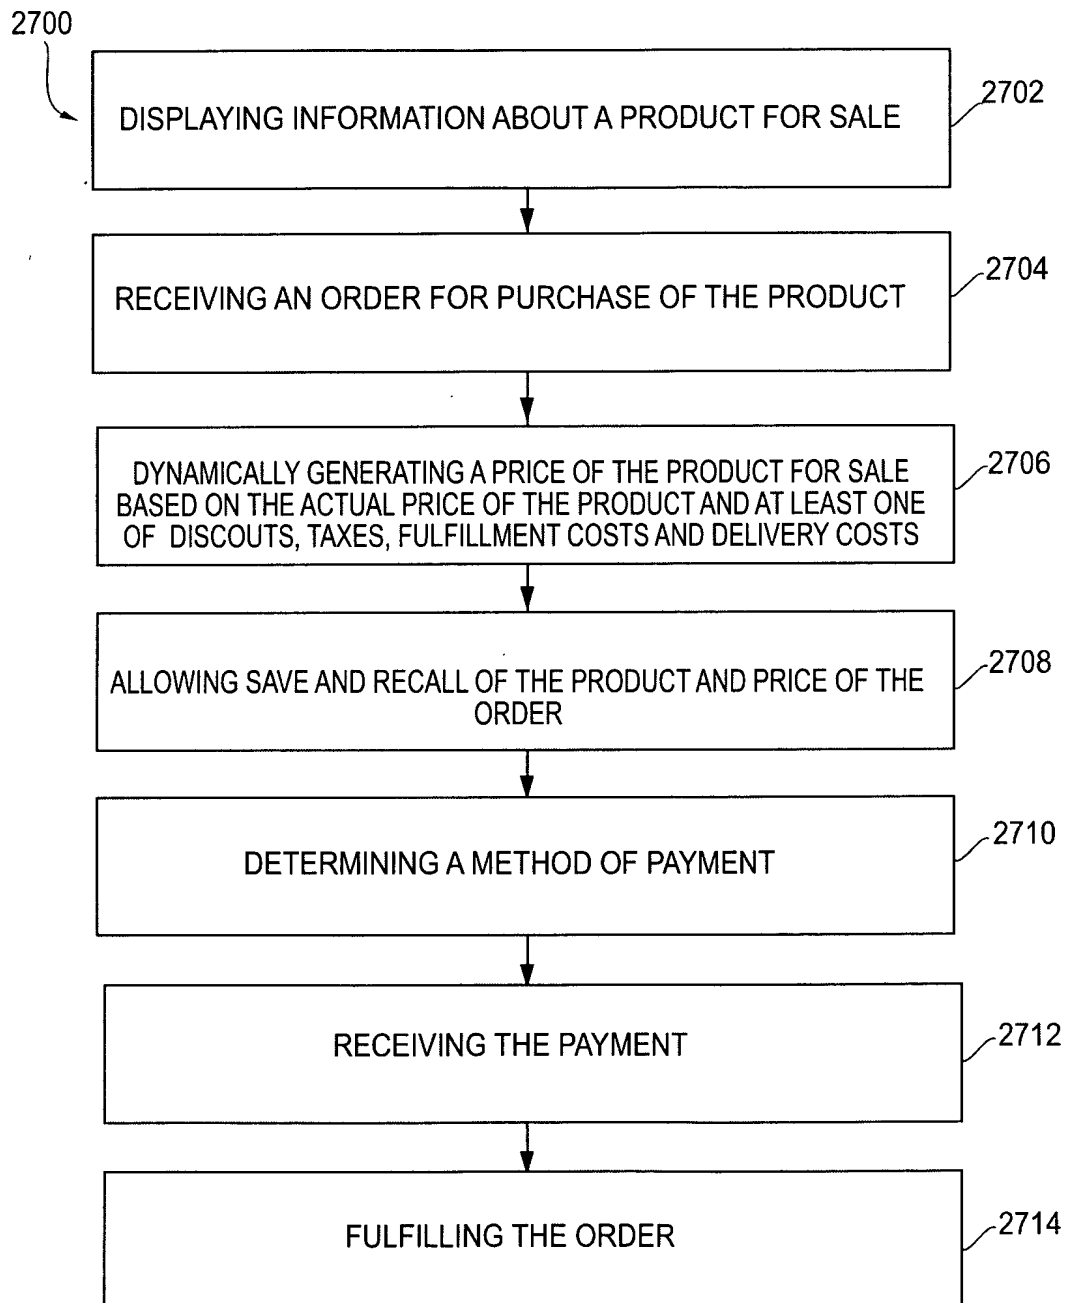 2700
DISPLAYING INFORMATION ABOUT A PRODUCT FOR SALE
2702
RECEIVING AN ORDER FOR PURCHASE OF THE PRODUCT
2704
DYNAMICALLY GENERATING A PRICE OF THE PRODUCT FOR SALE
BASED ON THE ACTUAL PRICE OF THE PRODUCT AND AT LEAST ONE
OF DISCOUTS, TAXES, FULFILLMENT COSTS AND DELIVERY COSTS
2706
ALLOWING SAVE AND RECALL OF THE PRODUCT AND PRICE OF THE
ORDER
2708
DETERMINING A METHOD OF PAYMENT
2710
RECEIVING THE PAYMENT
2712
FULFILLING THE ORDER
2714